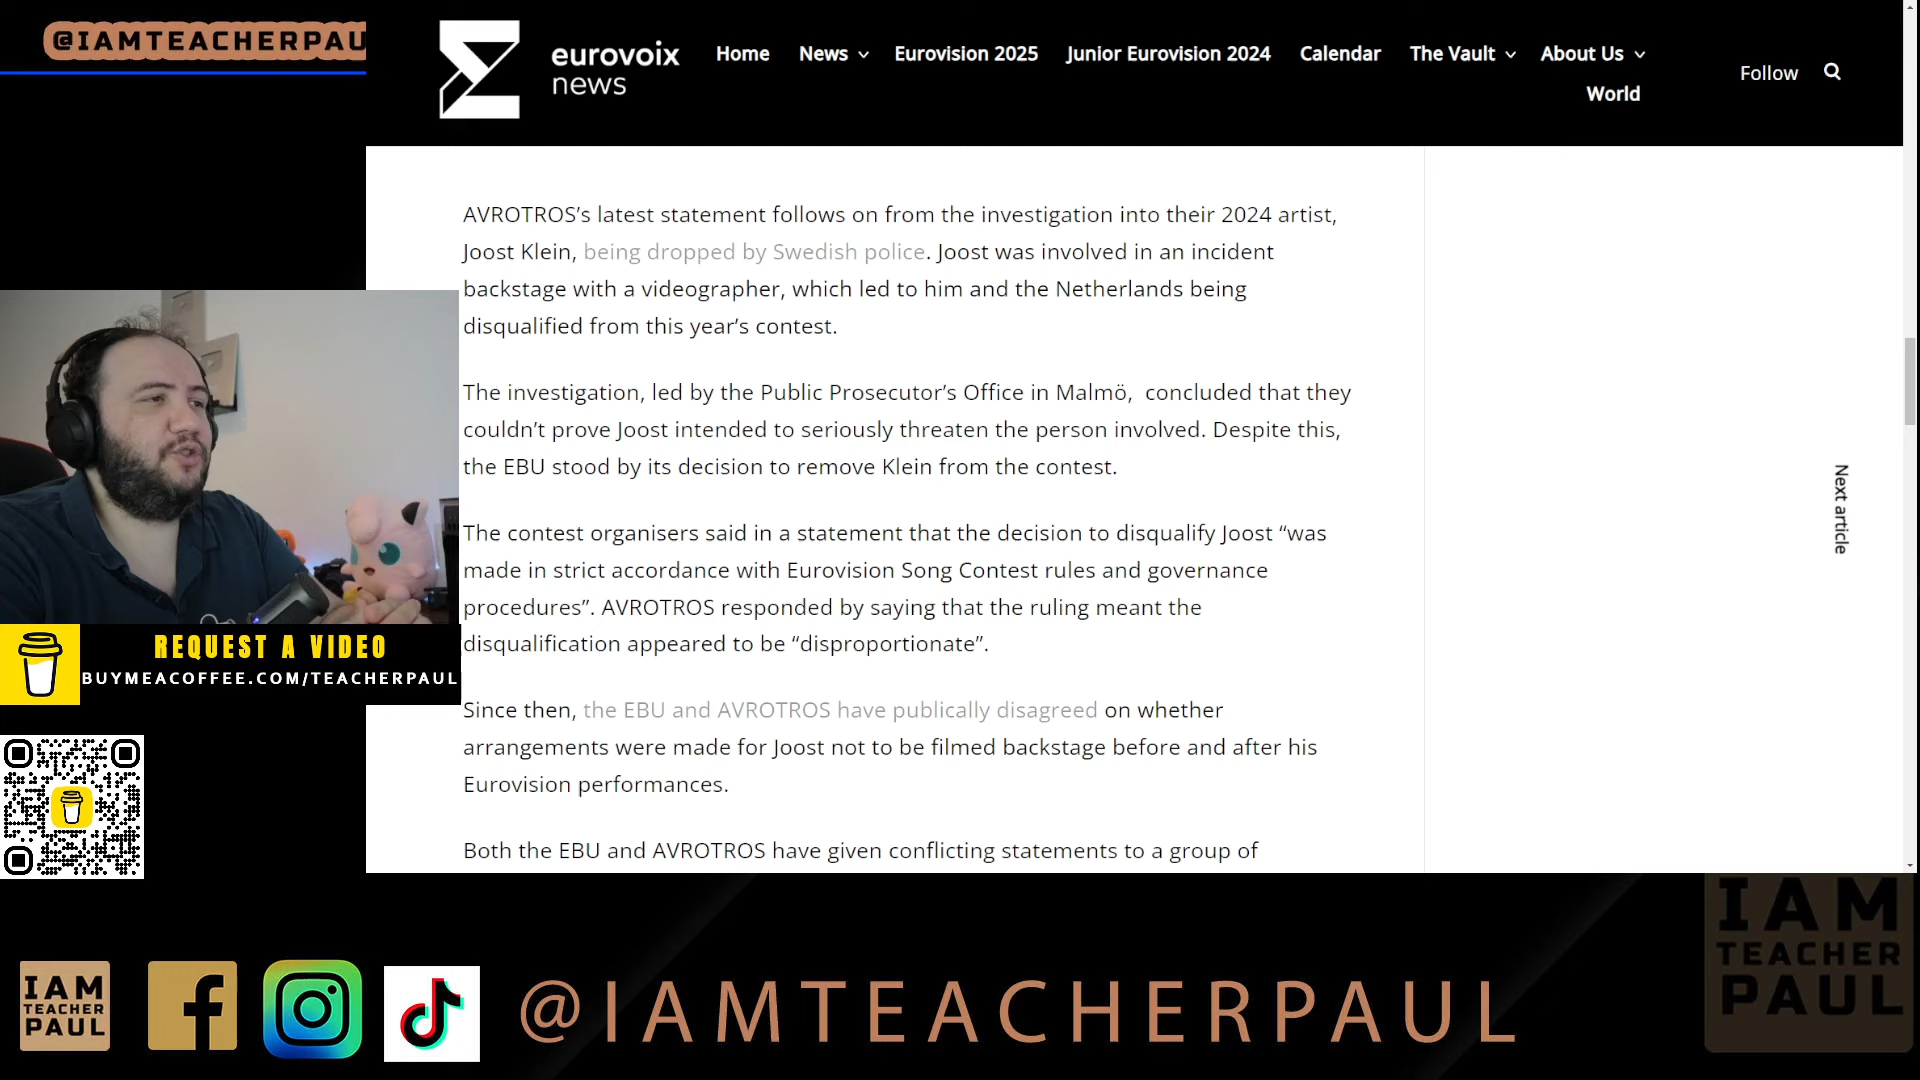 @IAMTEACHERPAU
eurovoix
news
Home
News
Eurovision 2025
Junior Eurovision 2024
Calendar
The Vault
About Us
World
Follow
AVROTROS’s latest statement follows on from the investigation into their 2024 artist,
Joost Klein, being dropped by Swedish police. Joost was involved in an incident
backstage with a videographer, which led to him and the Netherlands being
disqualified from this year’s contest.
The investigation, led by the Public Prosecutor’s Office in Malmö,  concluded that they
couldn’t prove Joost intended to seriously threaten the person involved. Despite this,
the EBU stood by its decision to remove Klein from the contest.
The contest organisers said in a statement that the decision to disqualify Joost “was
made in strict accordance with Eurovision Song Contest rules and governance
procedures”. AVROTROS responded by saying that the ruling meant the
disqualification appeared to be “disproportionate”.
Since then, the EBU and AVROTROS have publically disagreed on whether
arrangements were made for Joost not to be filmed backstage before and after his
Eurovision performances.
Both the EBU and AVROTROS have given conflicting statements to a group of
Next article
REQUEST A VIDEO
BUYMEACOFFEE.COM/TEACHERPAUL
IAM
TEACHER
PAUL
@IAMTEACHERPAUL
IAM
TEACHER
PAUL